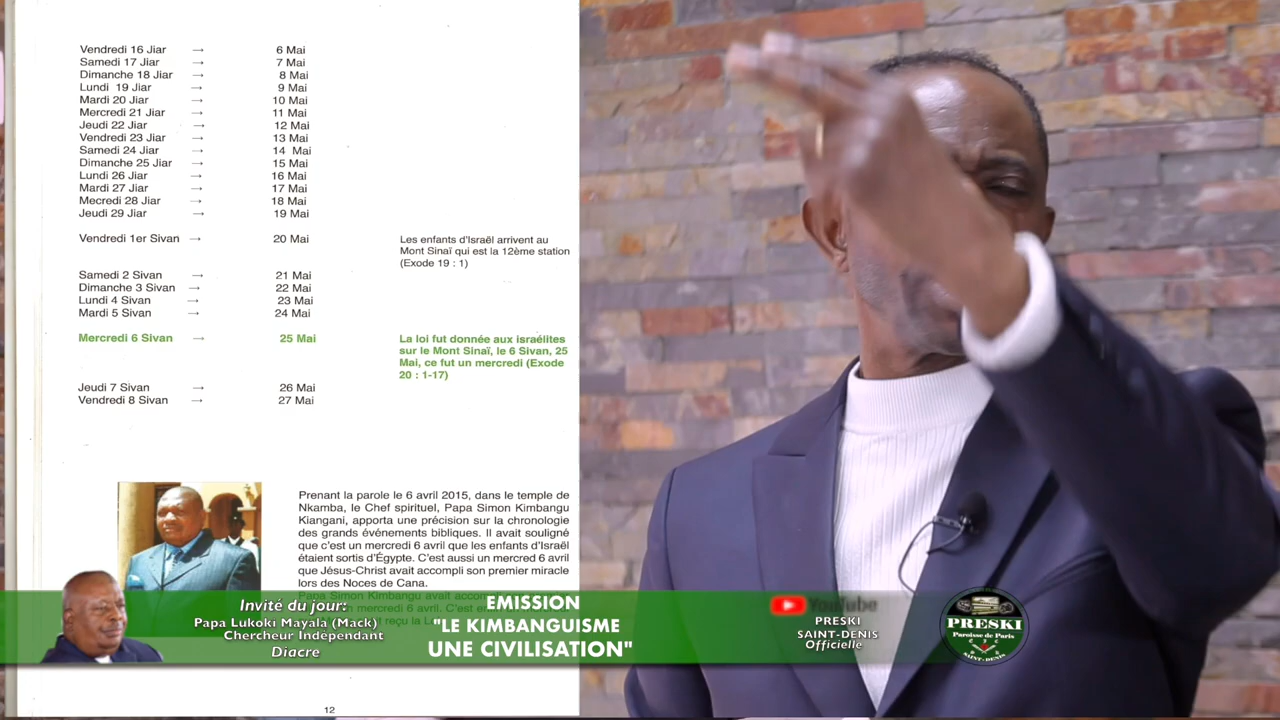 Vendredi 16 Jiar → 6 Mai
Samedi 17 Jiar → 7 Mai
Dimanche 18 Jiar → 8 Mai
Lundi 19 Jiar → 9 Mai
Mardi 20 Jiar → 10 Mai
Mercredi 21 Jiar → 11 Mai
Jeudi 22 Jiar → 12 Mai
Vendredi 23 Jiar → 13 Mai
Samedi 24 Jiar → 14 Mai
Dimanche 25 Jiar → 15 Mai
Lundi 26 Jiar → 16 Mai
Mardi 27 Jiar → 17 Mai
Mecredi 28 Jiar → 18 Mai
Jeudi 29 Jiar → 19 Mai
Vendredi 1er Sivan → 20 Mai
Les enfants d'Israël arrivent au
Mont Sinaï qui est la 12ème station
(Exode 19 : 1)
Samedi 2 Sivan → 21 Mai
Dimanche 3 Sivan → 22 Mai
Lundi 4 Sivan → 23 Mai
Mardi 5 Sivan → 24 Mai
Mercredi 6 Sivan → 25 Mai
La loi fut donnée aux israélites
sur le Mont Sinaï, le 6 Sivan, 25
Mai, ce fut un mercredi (Exode
20 : 1-17)
Jeudi 7 Sivan → 26 Mai
Vendredi 8 Sivan → 27 Mai
Prenant la parole le 6 avril 2015, dans le temple de
Nkamba, le Chef spirituel, Papa Simon Kimbangu
Kiangani, apporta une précision sur la chronologie
des grands événements bibliques. Il avait souligné
que c'est un mercredi 6 avril que les enfants d'Israël
étaient sortis d'Égypte. C'est aussi un mercred 6 avril
que Jésus-Christ avait accompli son premier miracle
lors des Noces de Cana.
Papa Simon Kimbangu avait accom
un mercredi 6 avril. C'est
reçu la
Invité du jour:
Papa Lukoki Mayala (Mack)
Chercheur Indépendant
Diacre
EMISSION
"LE KIMBANGUISME
UNE CIVILISATION"
YouTube
PRESKI
SAINT-DENIS
Officielle
PRESKI
Paroisse de Paris
SAINT-DENIS
12